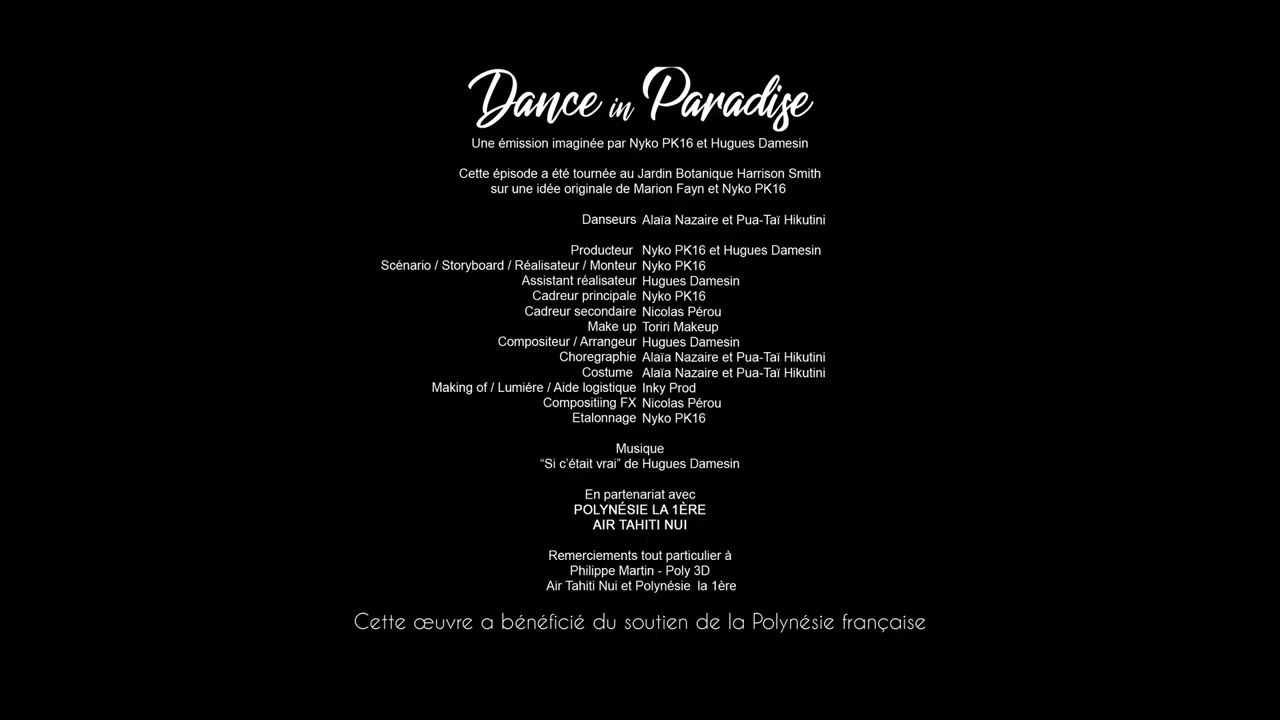 Dance in Paradise
Une émission imaginée par Nyko PK16 et Hugues Damesin
Cette épisode a été tournée au Jardin Botanique Harrison Smith
sur une idée originale de Marion Fayn et Nyko PK16
Danseurs Alaïa Nazaire et Pua-Taï Hikutini
Producteur Nyko PK16 et Hugues Damesin
Scénario / Storyboard / Réalisateur / Monteur Nyko PK16
Assistant réalisateur Hugues Damesin
Cadreur principale Nyko PK16
Cadreur secondaire Nicolas Pérou
Make up Toriri Makeup
Compositeur / Arrangeur Hugues Damesin
Choregraphie Alaïa Nazaire et Pua-Taï Hikutini
Costume Alaïa Nazaire et Pua-Taï Hikutini
Making of / Lumiére / Aide logistique Inky Prod
Compositiing FX Nicolas Pérou
Etalonnage Nyko PK16
Musique
“Si c’était vrai” de Hugues Damesin
En partenariat avec
POLYNÉSIE LA 1ÈRE
AIR TAHITI NUI
Remerciements tout particulier à
Philippe Martin - Poly 3D
Air Tahiti Nui et Polynésie la 1ère
Cette œuvre a bénéficié du soutien de la Polynésie française